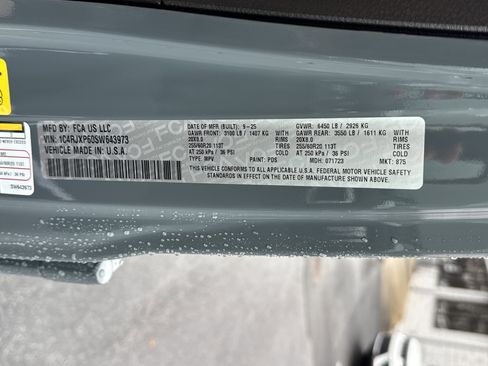 MFD BY: FCA US LLC
VIN: 1C4RJXP60SW643973
VEHICLE MADE IN U.S.A.
DATE OF MFR (BUILT): 9-25 GVWR: 6450 LB / 2926 KG
GAWR FRONT: 3100 LB / 1407 KG WITH GAWR REAR: 3550 LB / 1611 KG WITH
20X8.0 RIMS 20X8.0 RIMS
255/60R20 113T TIRES 255/60R20 113T TIRES
AT 250 kPa / 36 PSI COLD AT 250 kPa / 36 PSI COLD
TYPE: MPV PAINT: PDS MDH: 071723 MKT: 875
THIS VEHICLE CONFORMS TO ALL APPLICABLE U.S.A. FEDERAL MOTOR VEHICLE SAFETY
STANDARDS IN EFFECT ON THE DATE OF MANUFACTURE SHOWN ABOVE.
SW643973